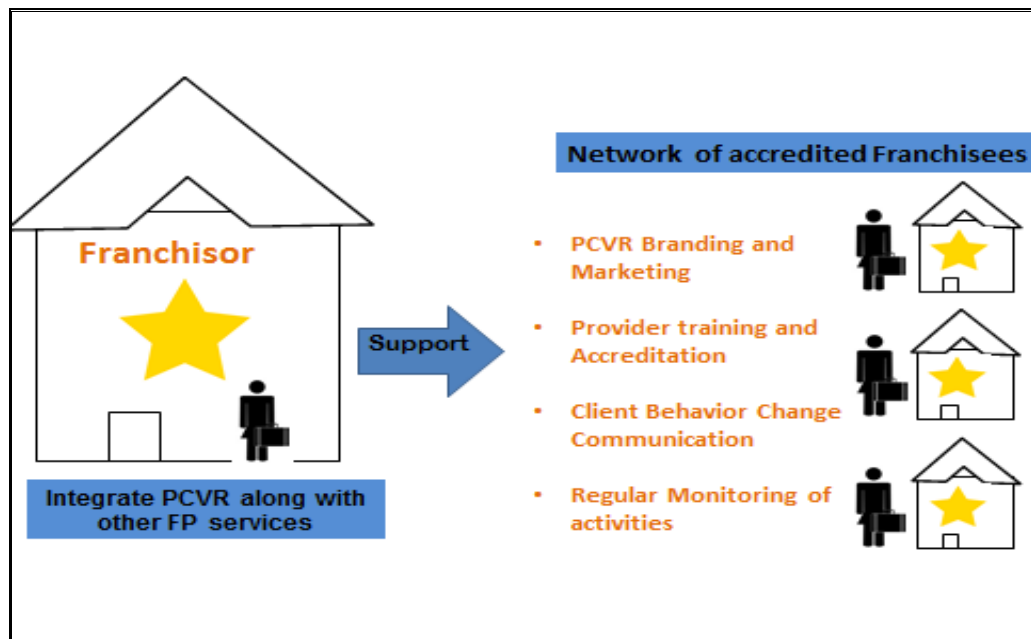 Franchisor
Integrate PCVR along with
other FP services
Support
Network of accredited Franchisees
• PCVR Branding and
Marketing
• Provider training and
Accreditation
• Client Behavior Change
Communication
• Regular Monitoring of
activities